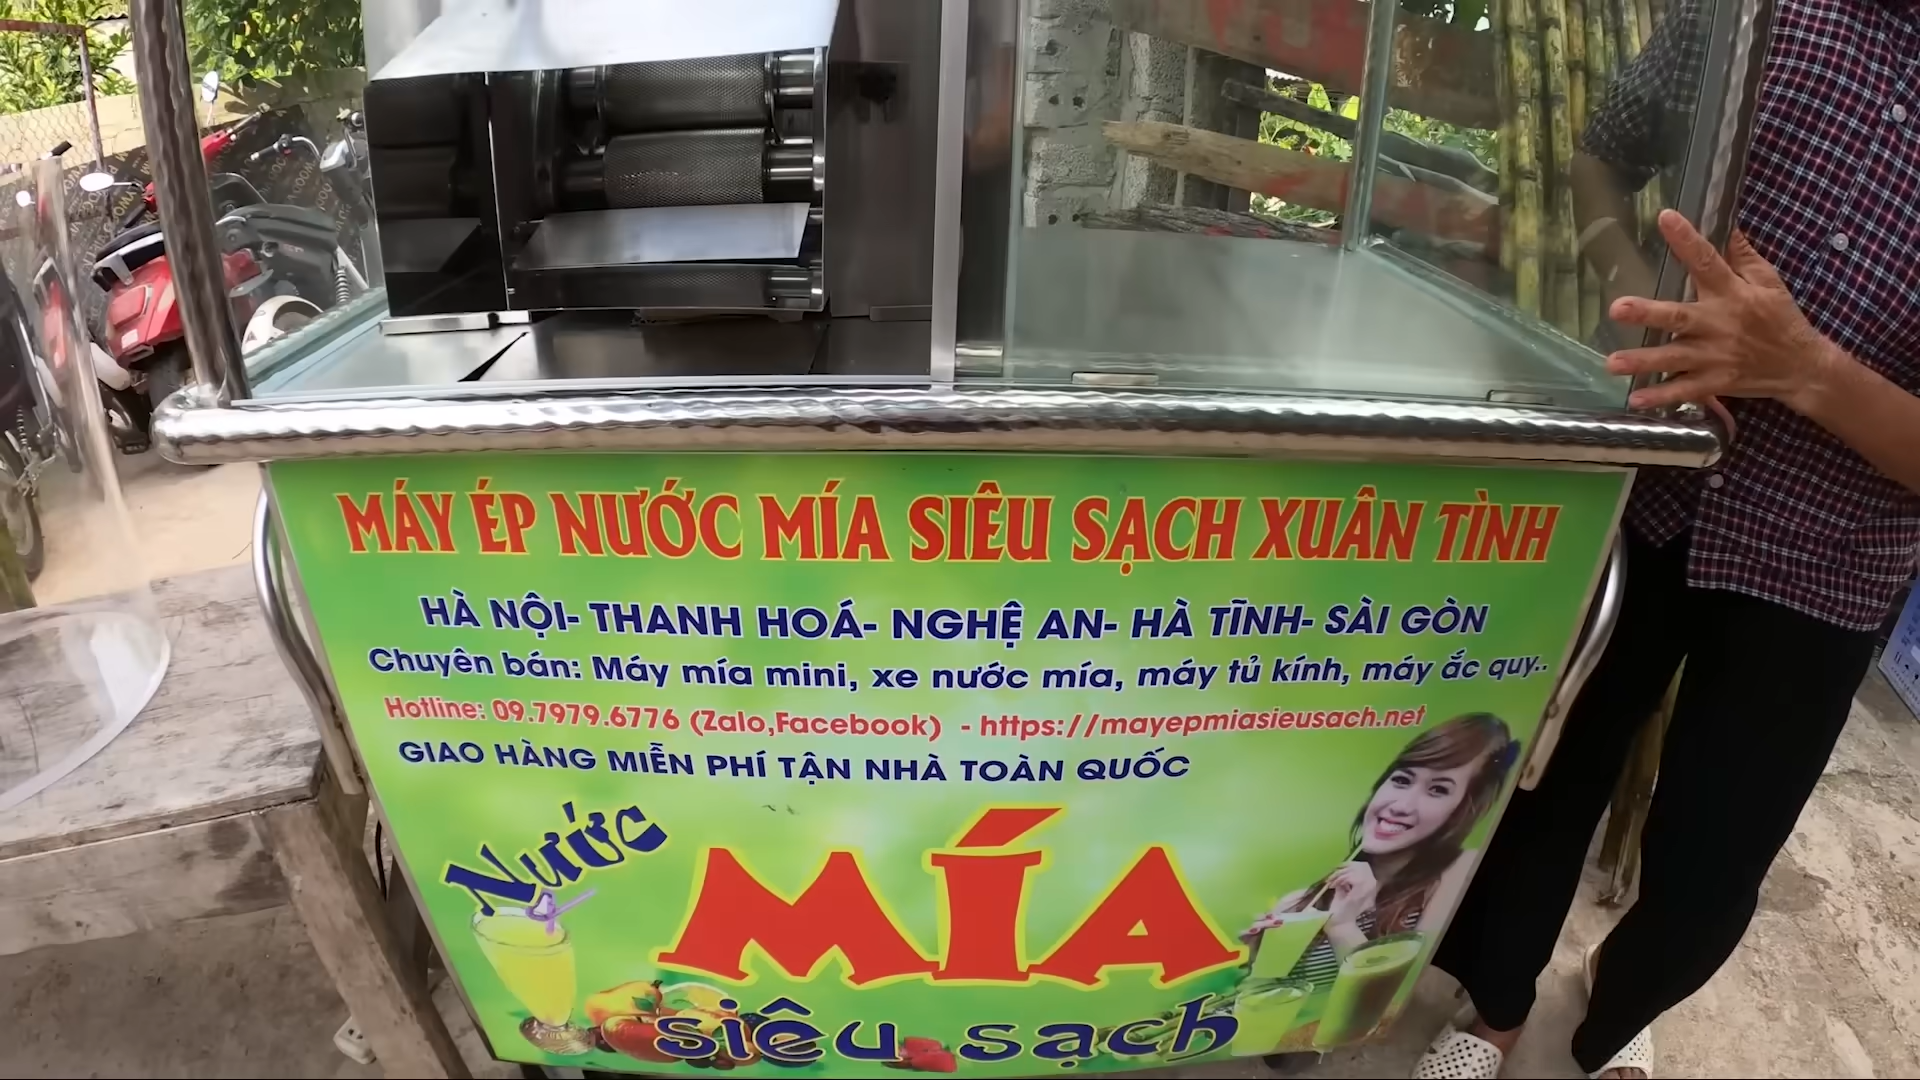 MÁY ÉP NƯỚC MÍA SIÊU SẠCH XUÂN TÌNH
HÀ NỘI- THANH HOÁ- NGHỆ AN- HÀ TĨNH- SÀI GÒN
Chuyên bán: Máy mía mini, xe nước mía, máy tủ kính, máy ắc quy..
Hotline: 09.7979.6776 (Zalo,Facebook) - https://mayepmiasieusach.net
GIAO HÀNG MIỄN PHÍ TẬN NHÀ TOÀN QUỐC
Nước
MÍA
siêu sạch